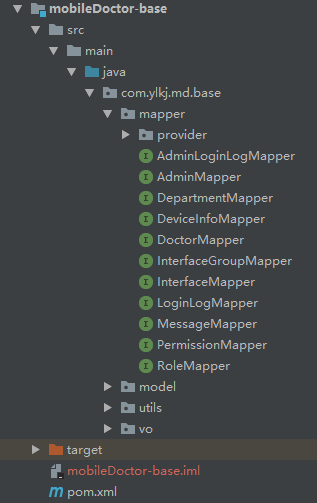 mobileDoctor-base
src
main
java
com.ylkj.md.base
mapper
provider
AdminLoginLogMapper
AdminMapper
DepartmentMapper
DeviceInfoMapper
DoctorMapper
InterfaceGroupMapper
InterfaceMapper
LoginLogMapper
MessageMapper
PermissionMapper
RoleMapper
model
utils
vo
target
mobileDoctor-base.iml
pom.xml